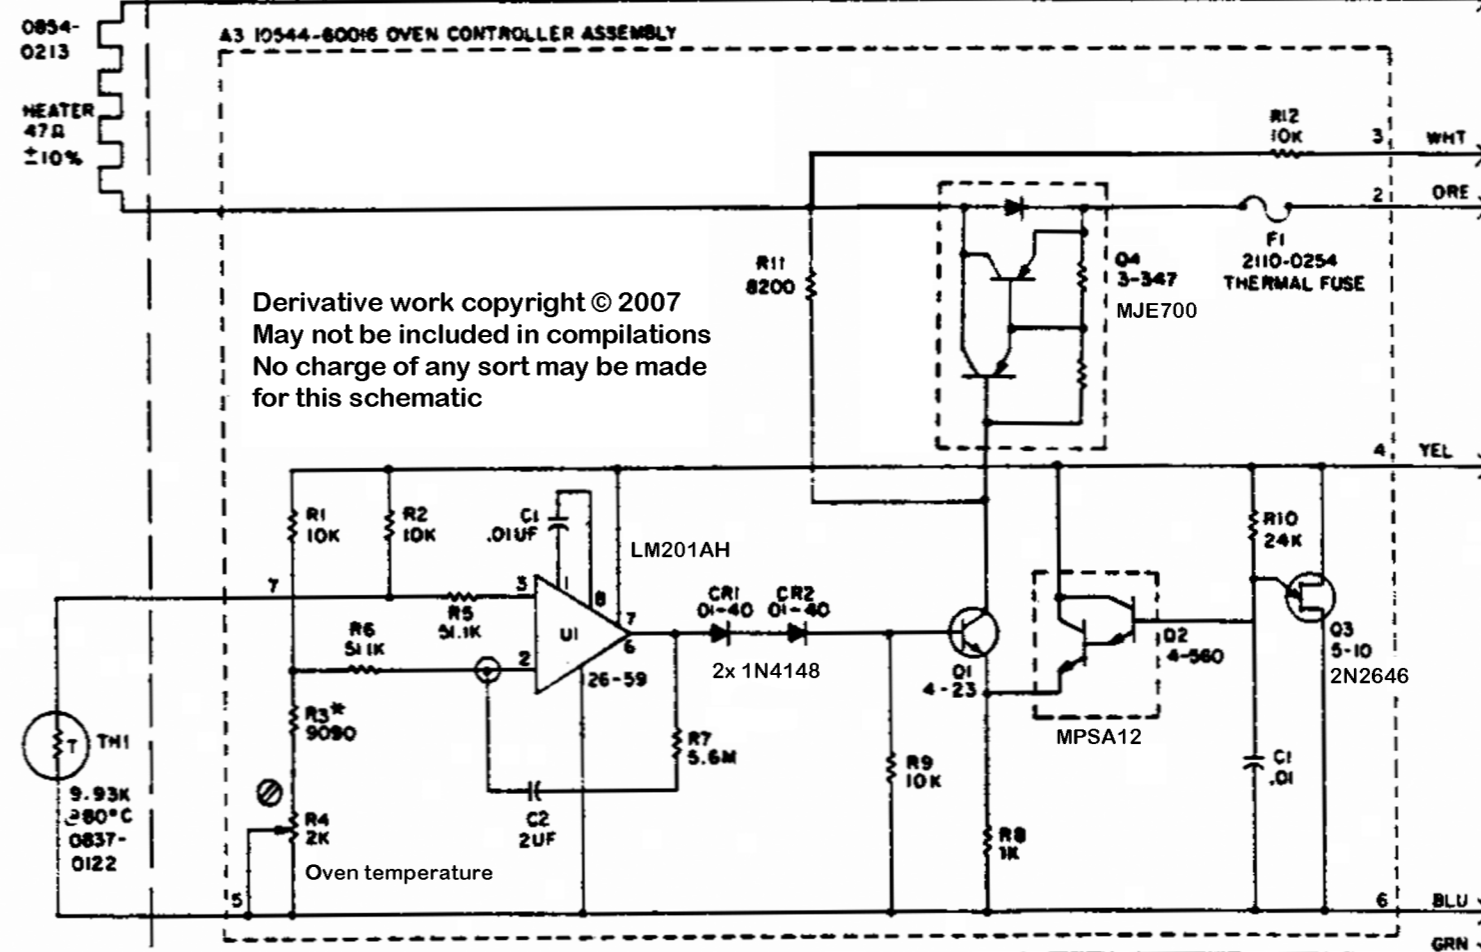 0854-
0213
A3 10544-60016 OVEN CONTROLLER ASSEMBLY
HEATER
47Ω
±10%
R12
10K
3 WHT
2 ORE
F1
2110-0254
THERMAL FUSE
R11
8200
Q4
3-347
MJE700
Derivative work copyright © 2007
May not be included in compilations
No charge of any sort may be made
for this schematic
4 YEL
R1
10K
R2
10K
C1
.01UF
LM201AH
R10
24K
7
R5
51.1K
3
1
8
7
6
U1
2
26-59
CR1
01-40
CR2
01-40
2x 1N4148
R6
51.1K
Q1
4-23
Q2
4-560
MPSA12
Q3
5-10
2N2646
R3*
9090
T TH1
9.93K
@80°C
0837-
0122
R7
5.6M
C2
2UF
R9
10K
C1
.01
R4
2K
R8
1K
Oven temperature
5
6 BLU
GRN